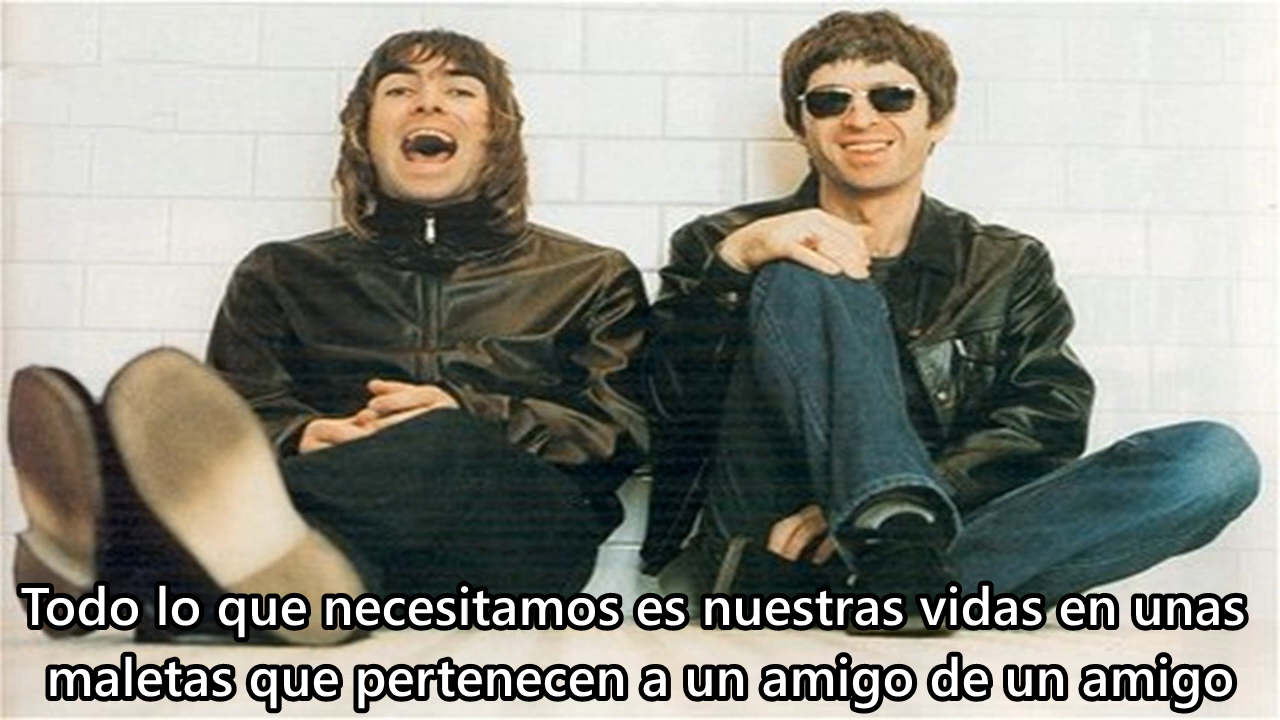 Todo lo que necesitamos es nuestras vidas en unas
maletas que pertenecen a un amigo de un amigo